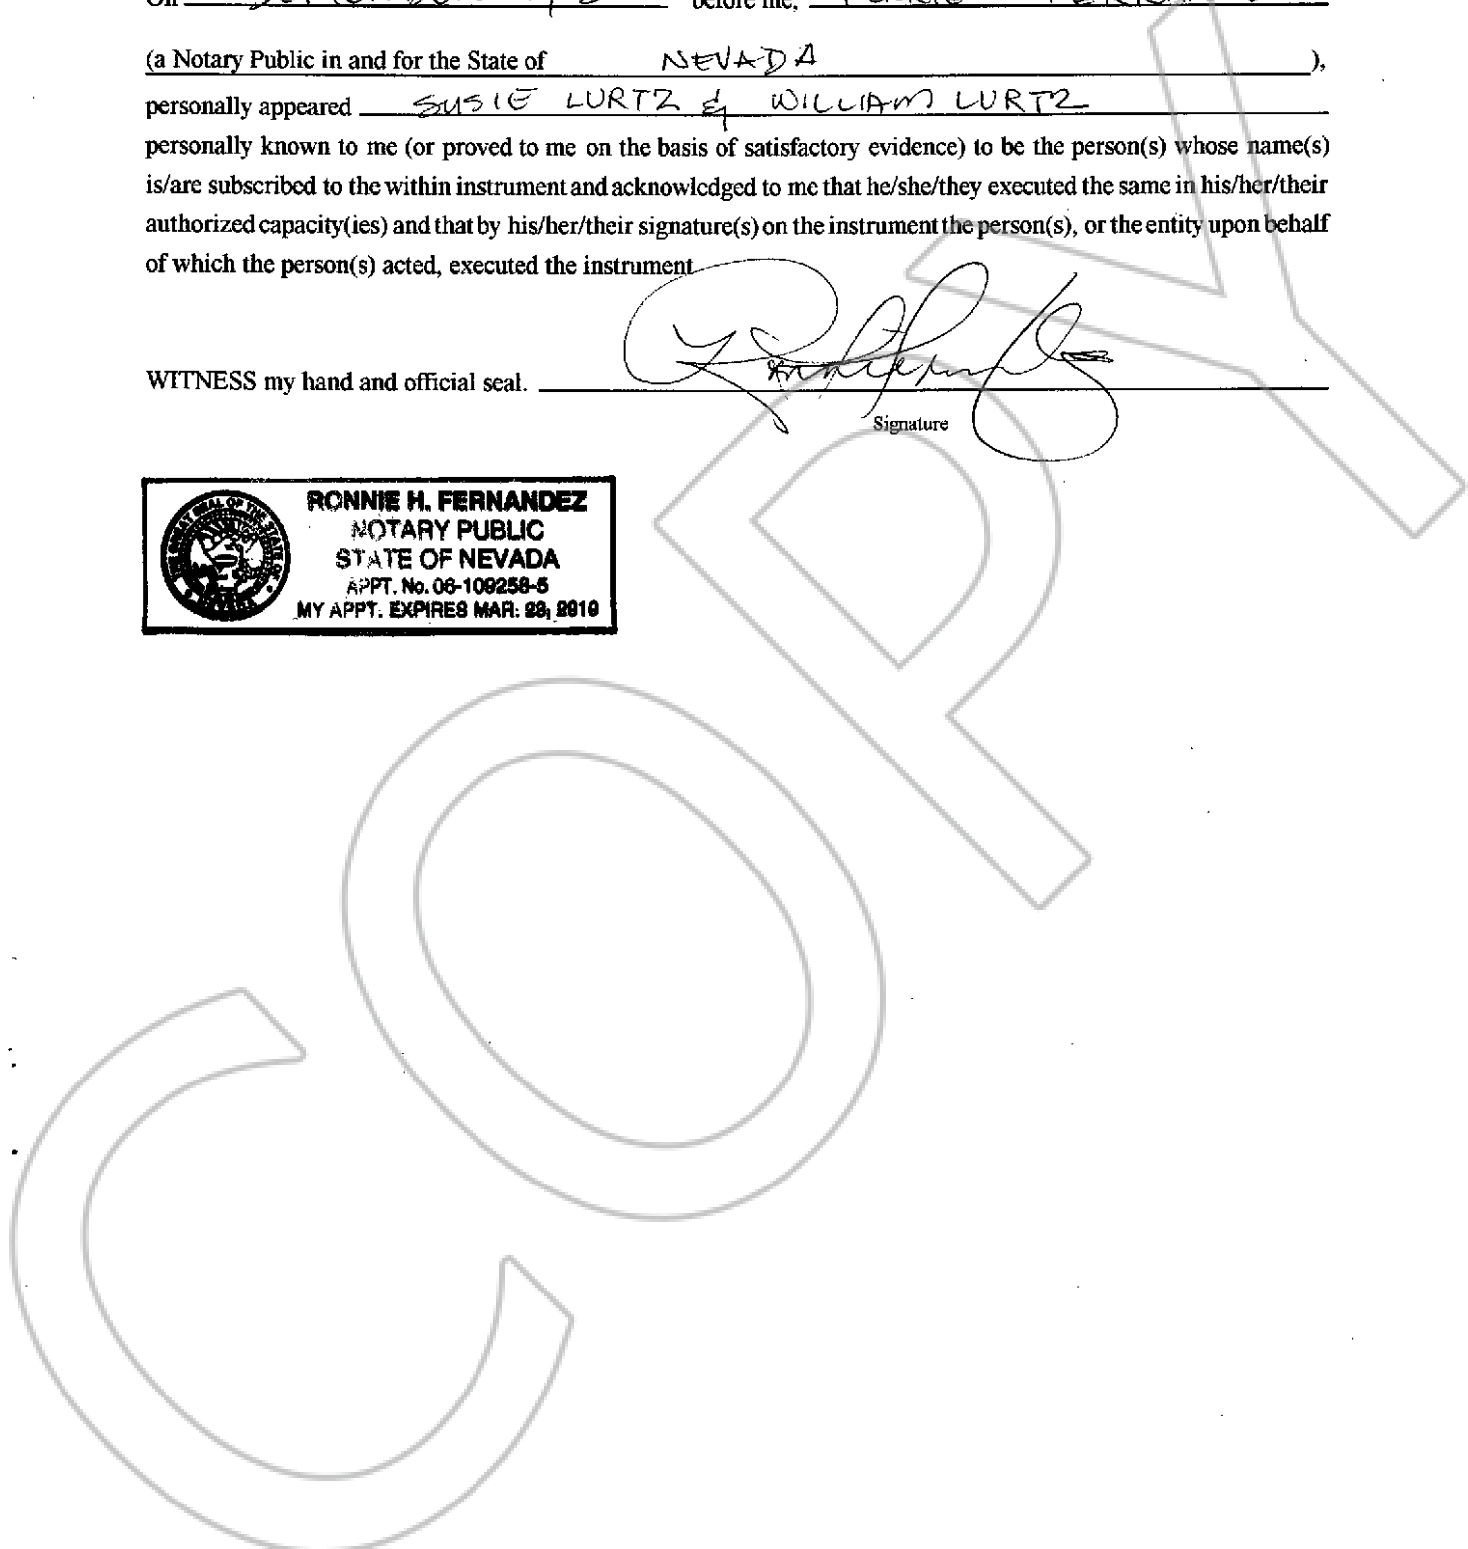 On before me,
(a Notary Public in and for the State of NEVADA ),
personally appeared SUSIE LURTZ & WILLIAM LURTZ
personally known to me (or proved to me on the basis of satisfactory evidence) to be the person(s) whose name(s)
is/are subscribed to the within instrument and acknowledged to me that he/she/they executed the same in his/her/their
authorized capacity(ies) and that by his/her/their signature(s) on the instrument the person(s), or the entity upon behalf
of which the person(s) acted, executed the instrument
WITNESS my hand and official seal.
Signature
RONNIE H. FERNANDEZ
NOTARY PUBLIC
STATE OF NEVADA
APPT. No. 06-109258-5
MY APPT. EXPIRES MAR. 2010
COPY